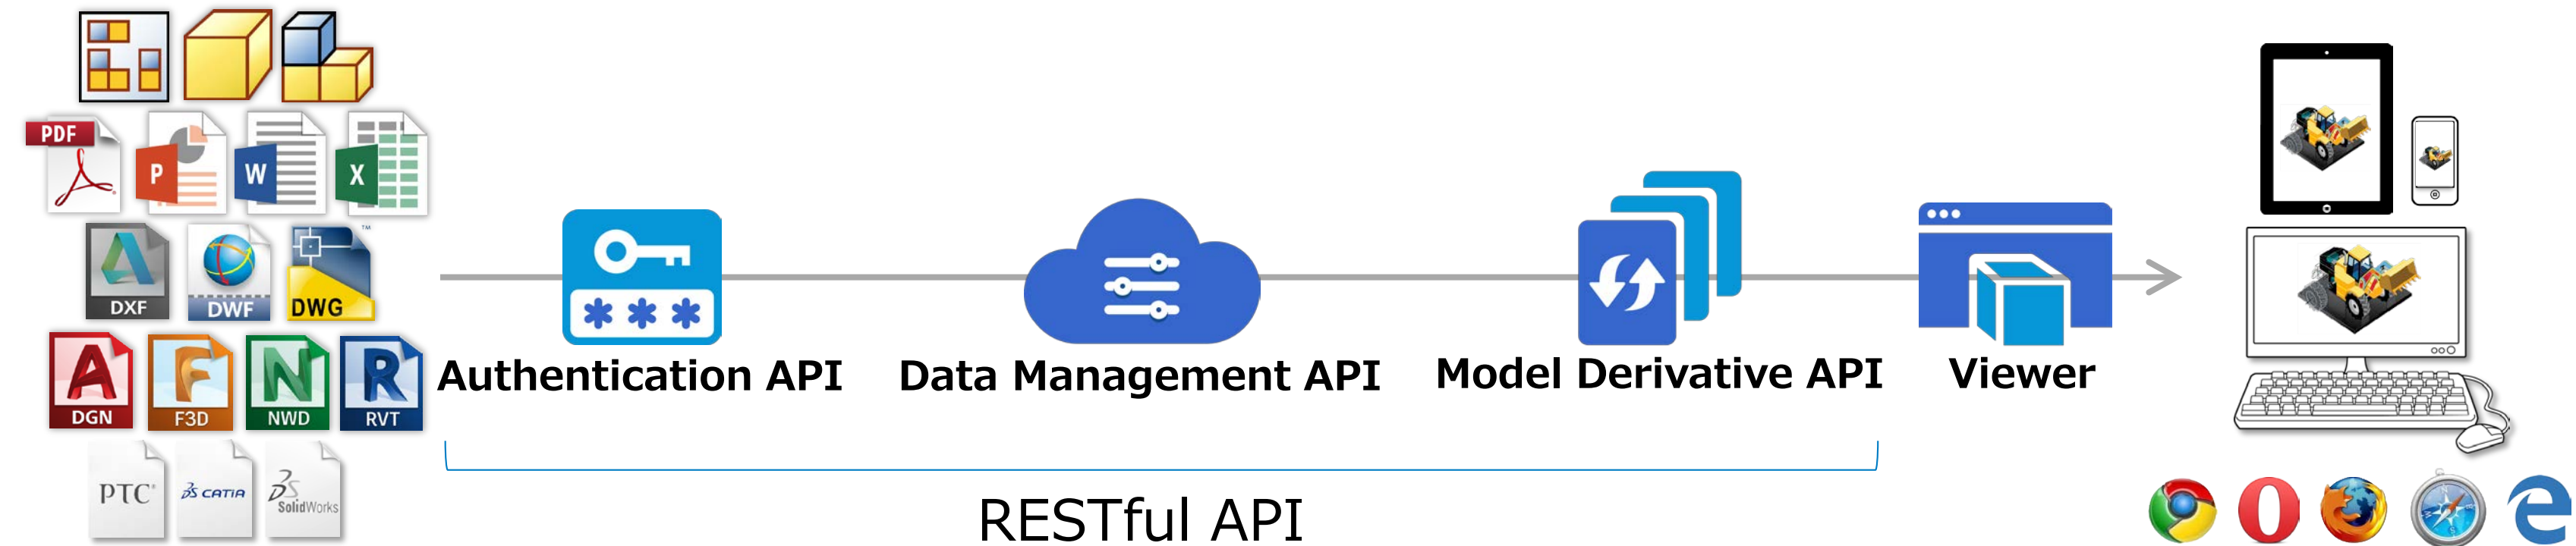 PDF
P
W
X
DXF
DWF
DWG
TM
DGN
F3D
NWD
RVT
PTC
CATIA
SolidWorks
Authentication API
Data Management API
Model Derivative API
Viewer
RESTful API